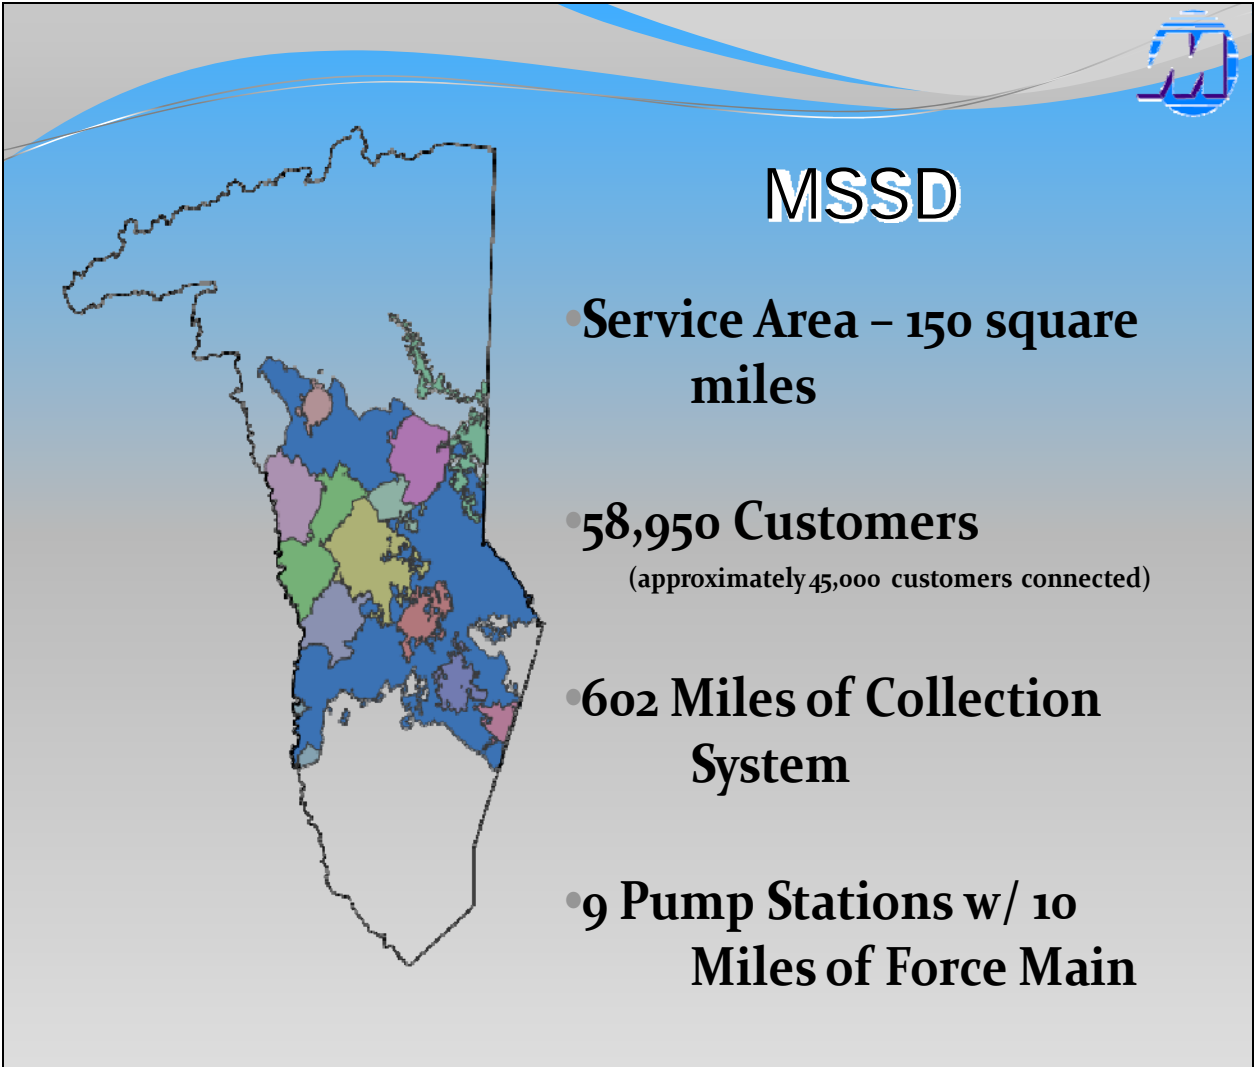 MSSD
•Service Area – 150 square
miles
•58,950 Customers
(approximately 45,000 customers connected)
•602 Miles of Collection
System
•9 Pump Stations w/ 10
Miles of Force Main